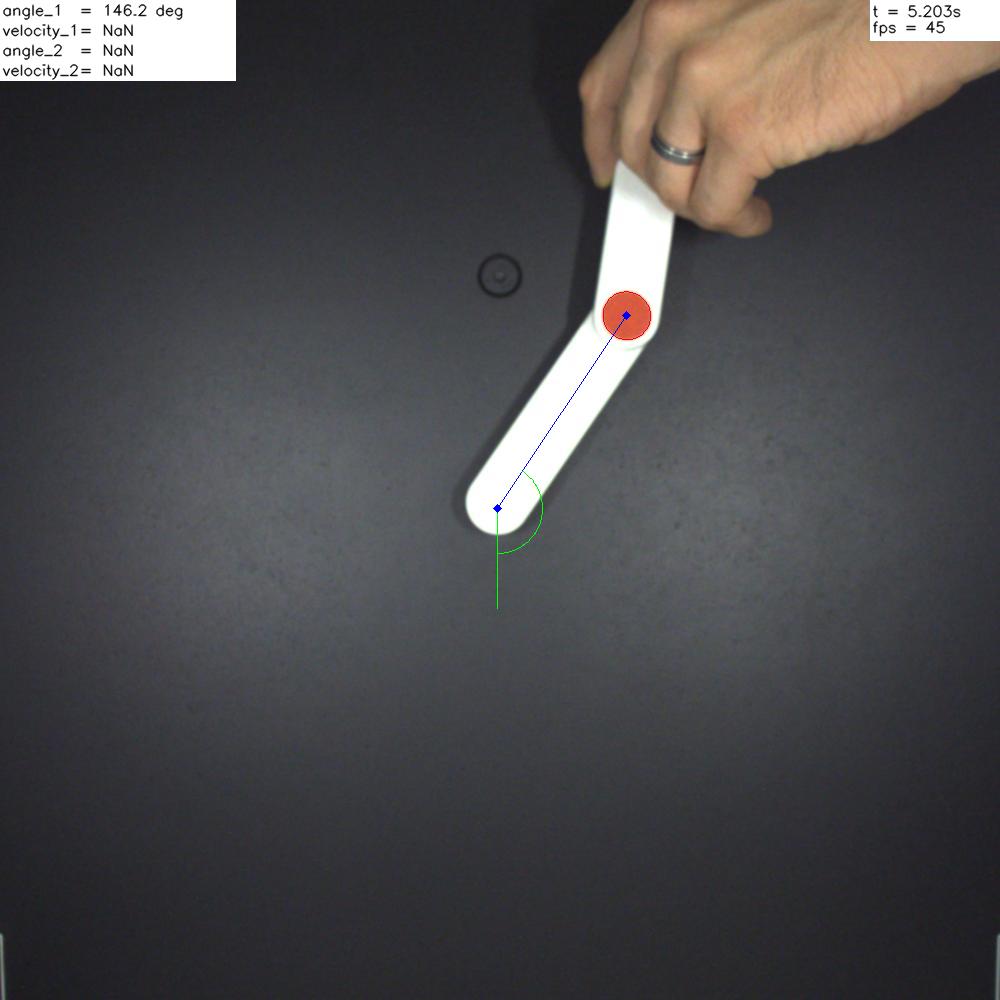 angle_1 = 146.2 deg
velocity_1= NaN
angle_2 = NaN
velocity_2= NaN
t = 5.203s
fps = 45